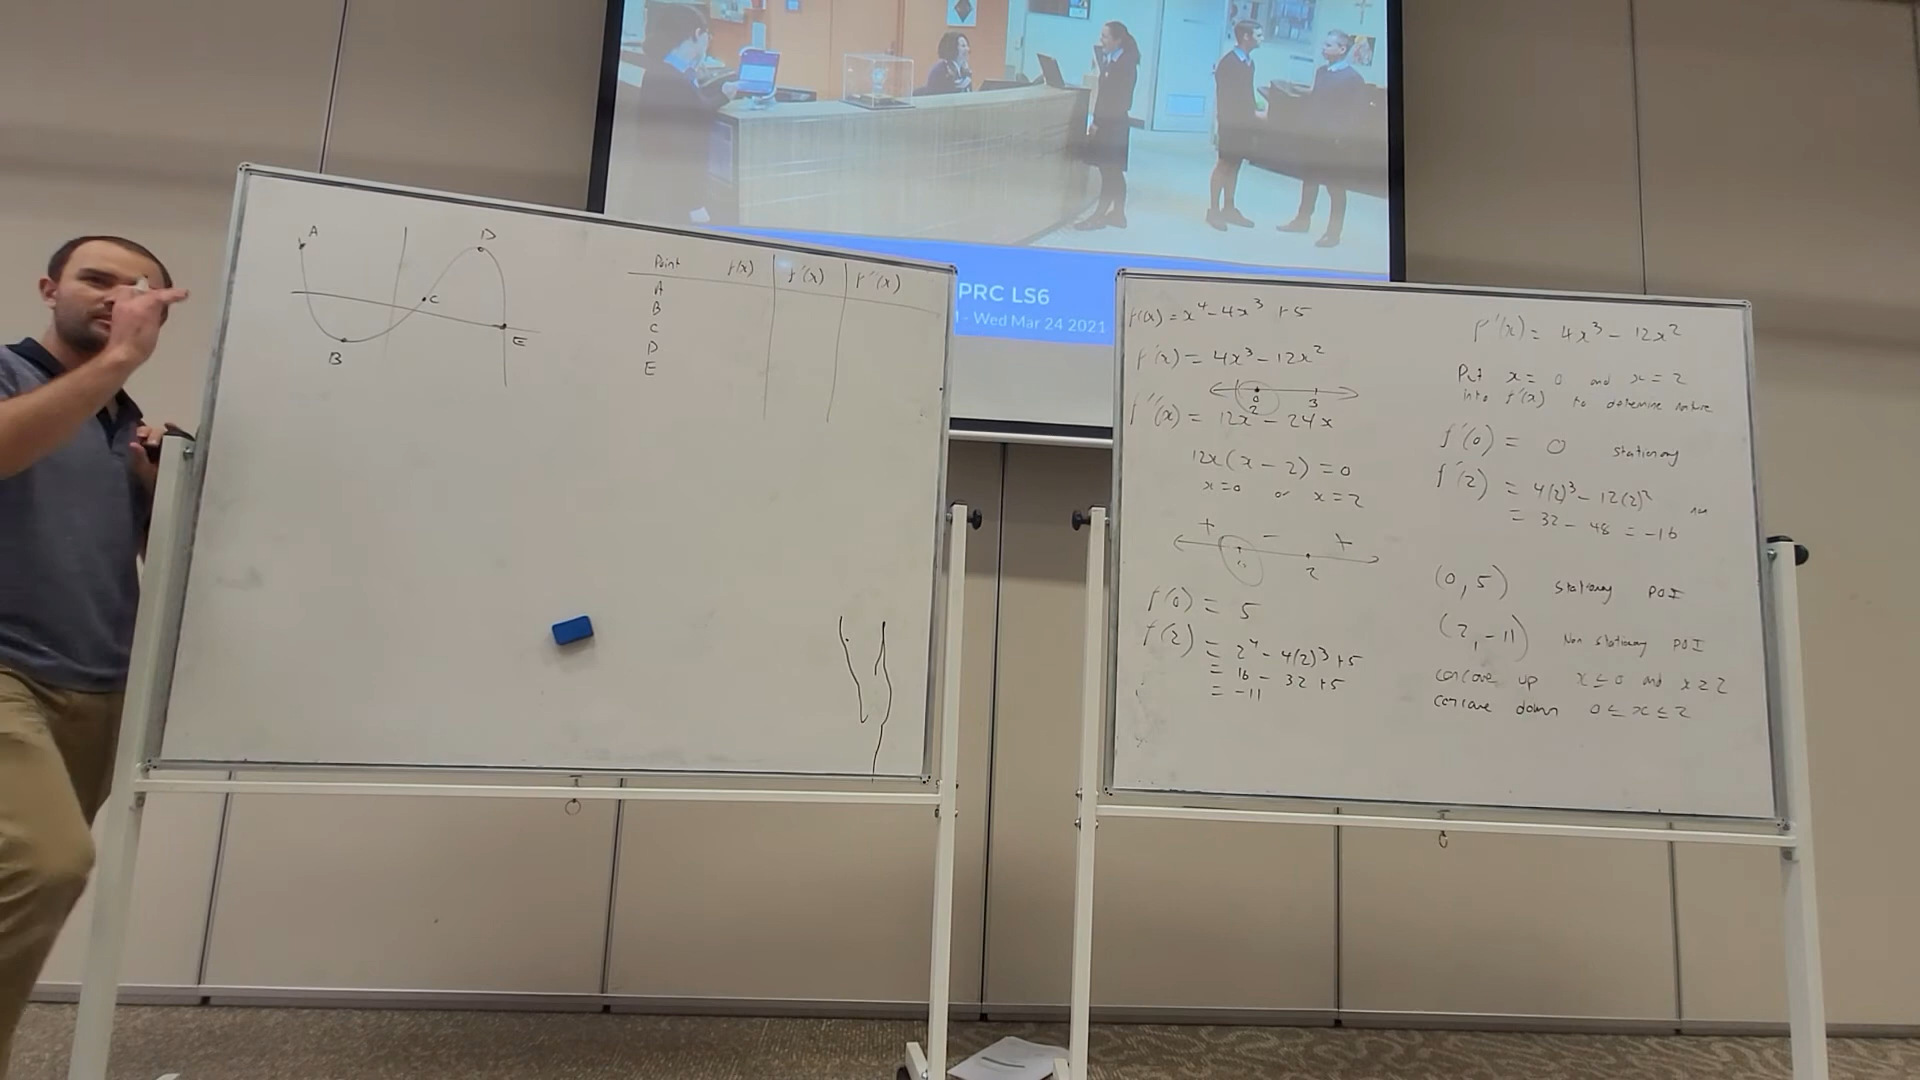 A
D
C
B
E
Point f(x) f'(x) f''(x)
A
B
C
D
E
PRC LS6
- Wed Mar 24 2021
f(x) = x⁴ - 4x³ + 5
f'(x) = 4x³ - 12x²
0 3
f''(x) = 12x² - 24x
12x(x - 2) = 0
x=0 or x=2
+ - +
2
f(0) = 5
f(2) = 2⁴ - 4(2)³ + 5
= 16 - 32 + 5
= -11
f'(x) = 4x³ - 12x²
Put x = 0 and x = 2
into f'(x) to determine nature
f'(0) = 0 stationary
f'(2) = 4(2)³ - 12(2)²
= 32 - 48 = -16
(0, 5) stationary POI
(2, -11) Non stationary POI
concave up x ≤ 0 and x ≥ 2
concave down 0 ≤ x ≤ 2